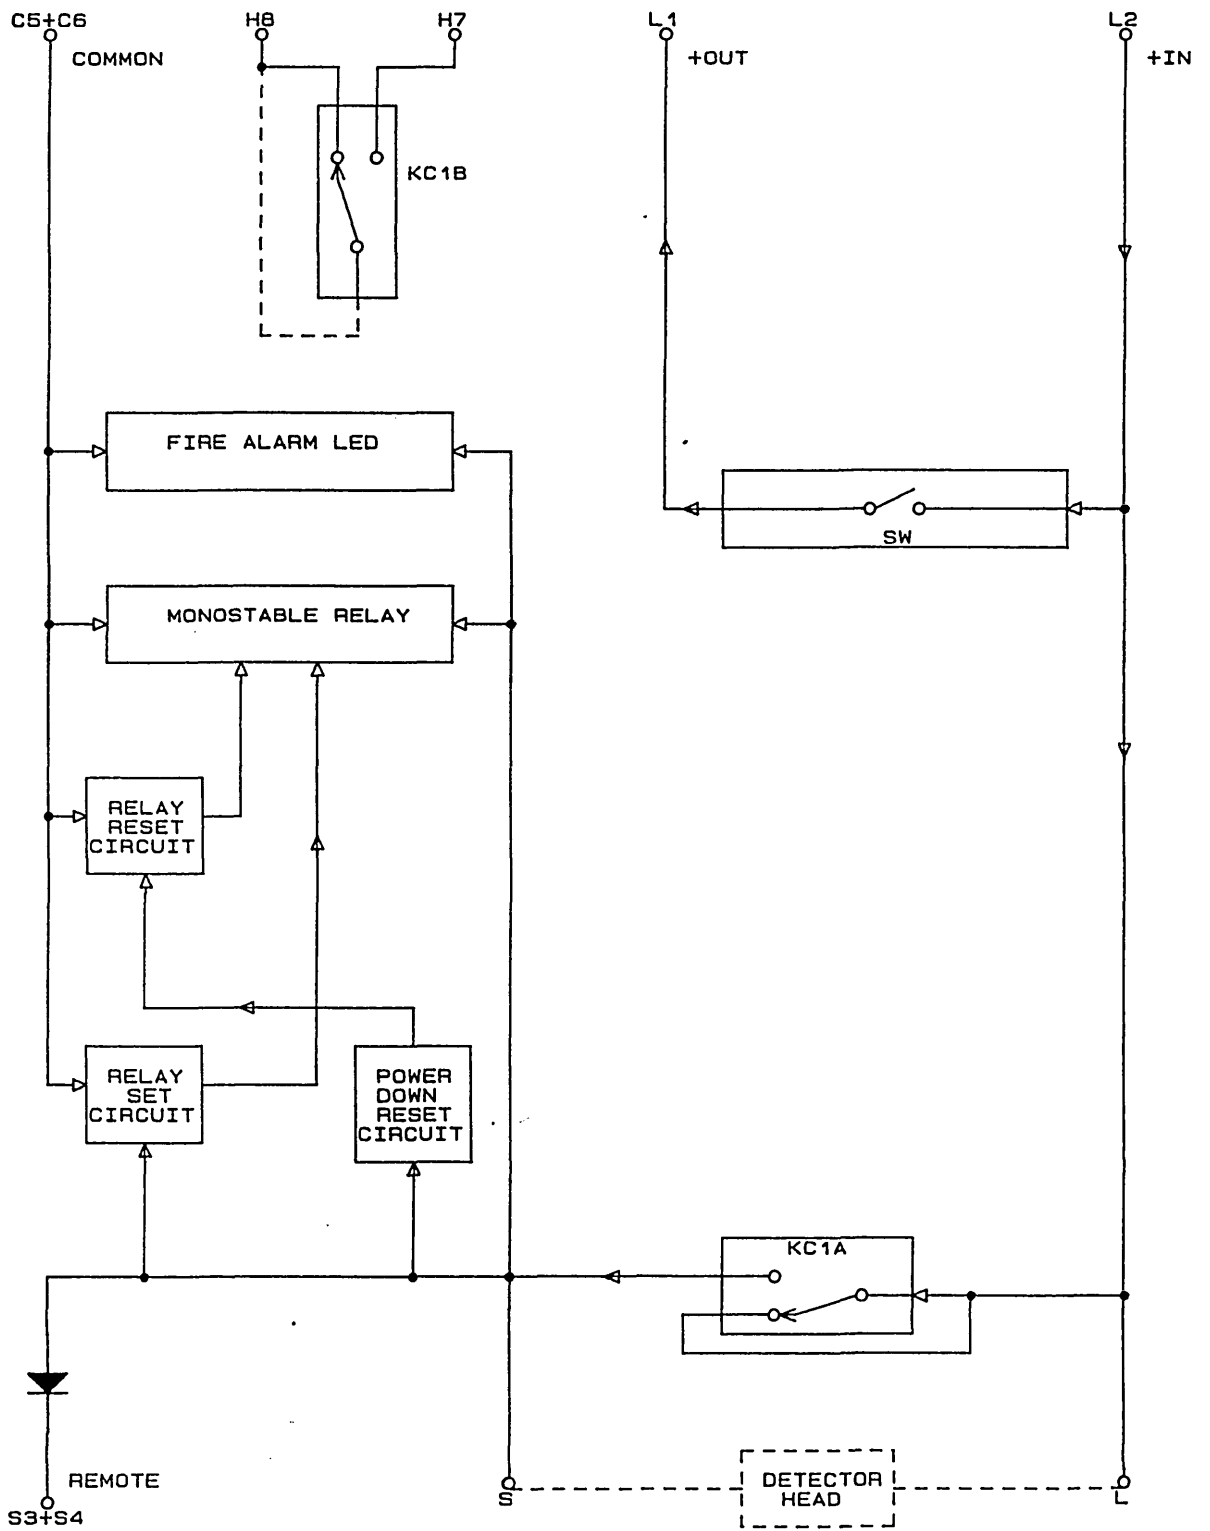 C5+C6
H8
H7
L1
L2
COMMON
+OUT
+IN
KC1B
FIRE ALARM LED
SW
MONOSTABLE RELAY
RELAY
RESET
CIRCUIT
RELAY
SET
CIRCUIT
POWER
DOWN
RESET
CIRCUIT
KC1A
REMOTE
S3+S4
S
DETECTOR
HEAD
L